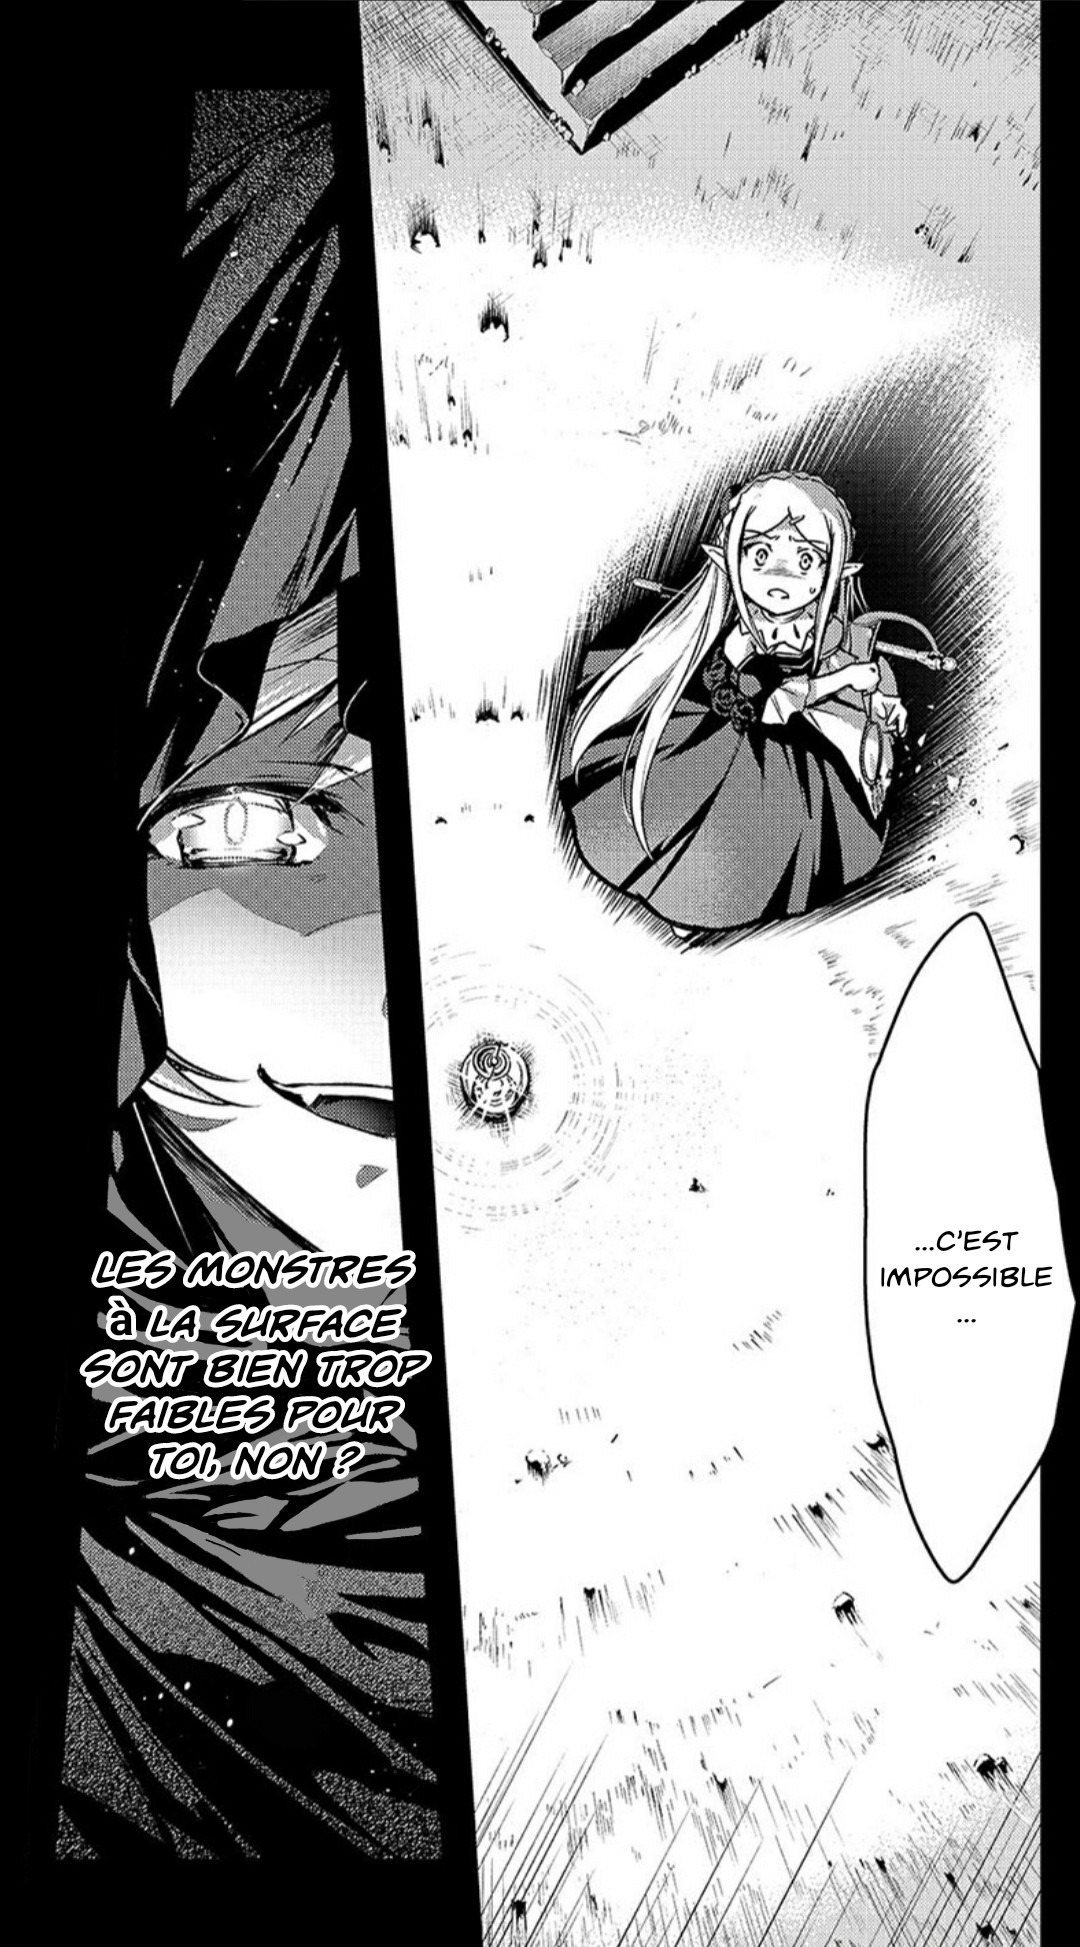 ...C'EST
IMPOSSIBLE
...
LES MONSTRES
à LA SURFACE
SONT BIEN TROP
FAIBLES POUR
TOI, NON ?